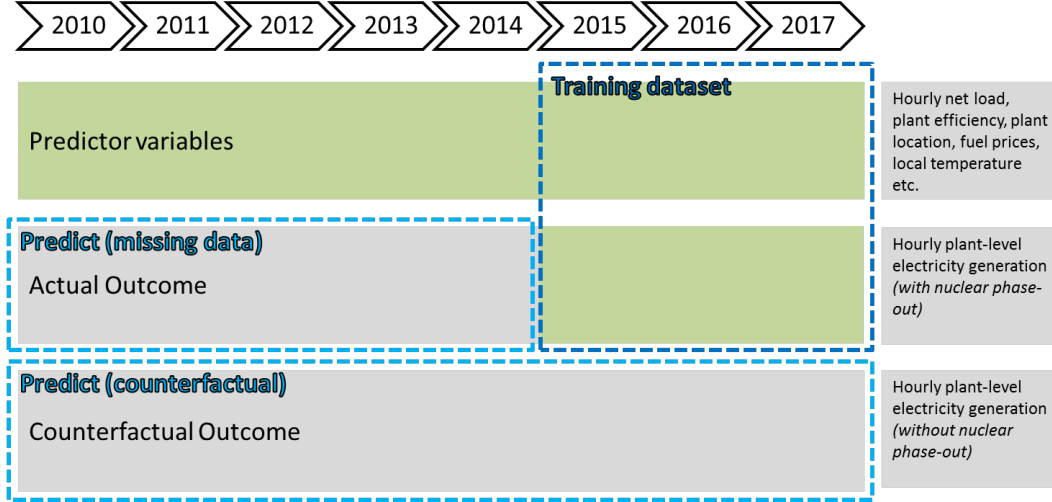 2010 2011 2012 2013 2014 2015 2016 2017
Training dataset
Predictor variables
Hourly net load,
plant efficiency, plant
location, fuel prices,
local temperature
etc.
Predict (missing data)
Actual Outcome
Hourly plant-level
electricity generation
(with nuclear phase-
out)
Predict (counterfactual)
Counterfactual Outcome
Hourly plant-level
electricity generation
(without nuclear
phase-out)